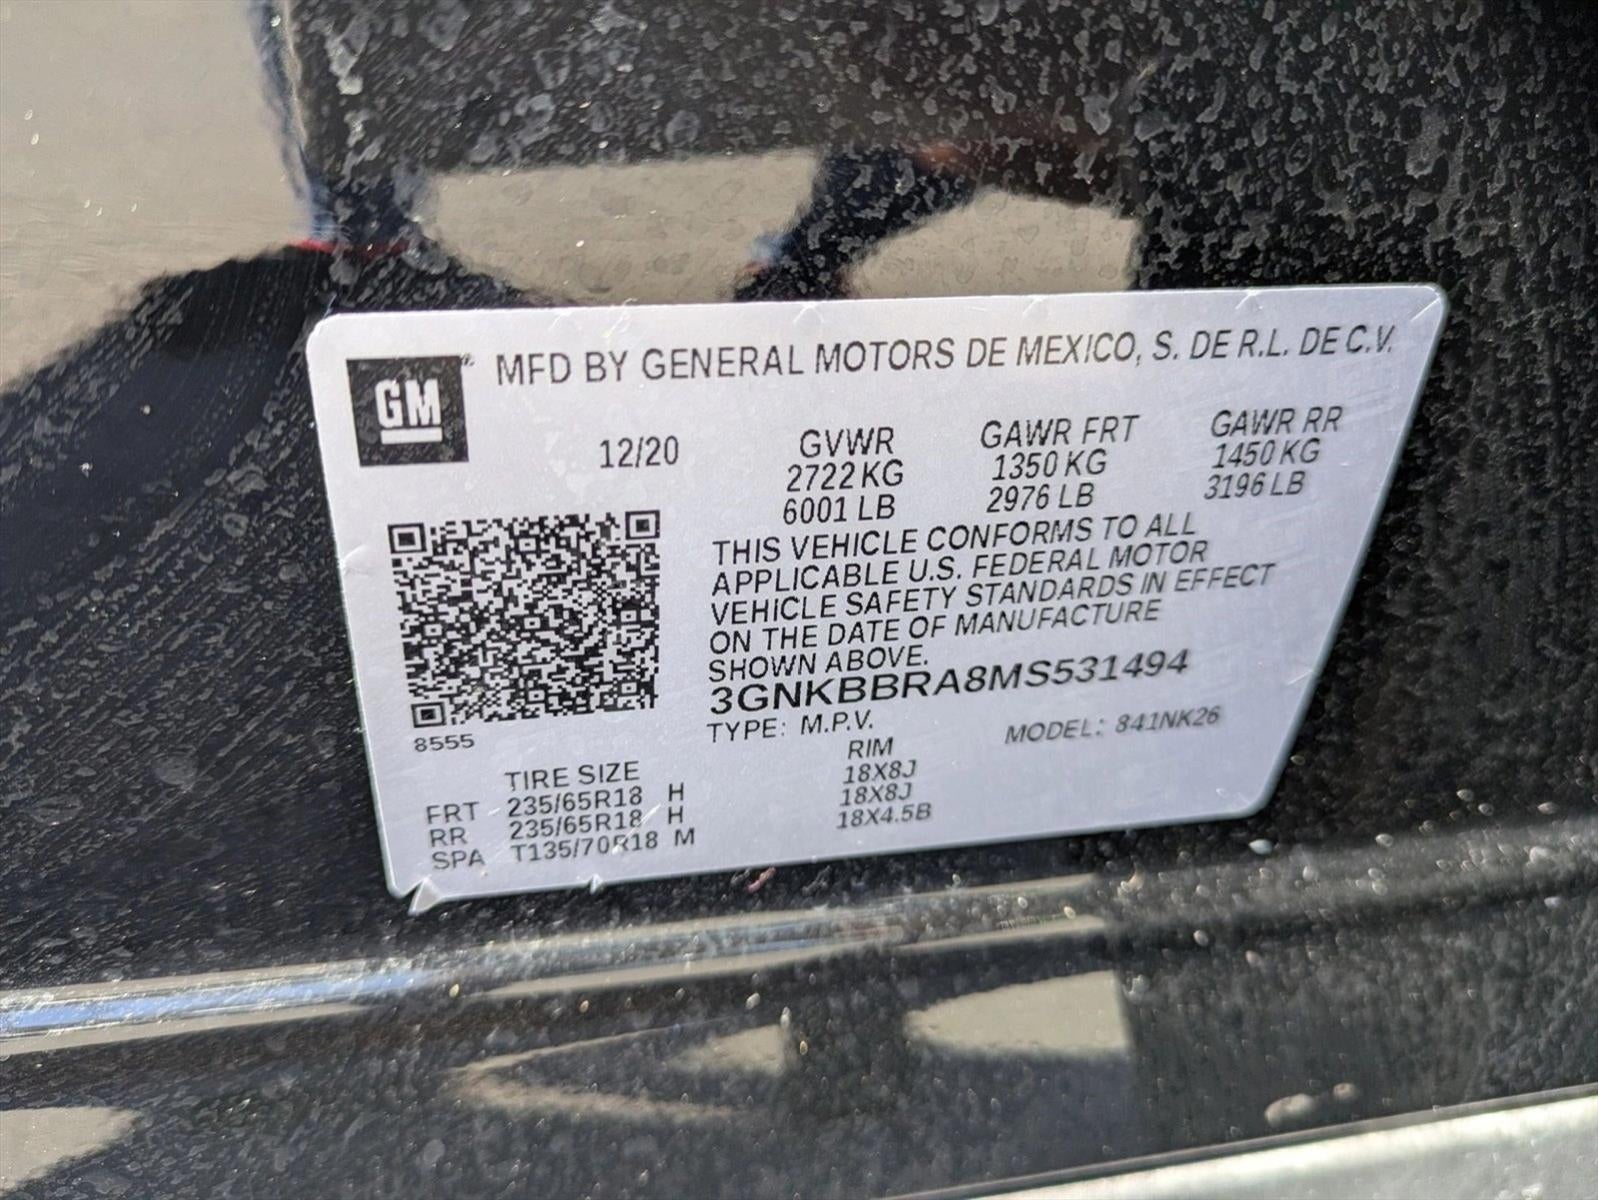 GM MFD BY GENERAL MOTORS DE MEXICO, S. DE R.L. DE C.V.
12/20 GVWR GAWR FRT GAWR RR
2722 KG 1350 KG 1450 KG
6001 LB 2976 LB 3196 LB
THIS VEHICLE CONFORMS TO ALL
APPLICABLE U.S. FEDERAL MOTOR
VEHICLE SAFETY STANDARDS IN EFFECT
ON THE DATE OF MANUFACTURE
SHOWN ABOVE.
3GNKBBRA8MS531494
8555 TYPE: M.P.V. MODEL: 841NK26
TIRE SIZE RIM
FRT 235/65R18 H 18X8J
RR 235/65R18 H 18X8J
SPA T135/70R18 M 18X4.5B